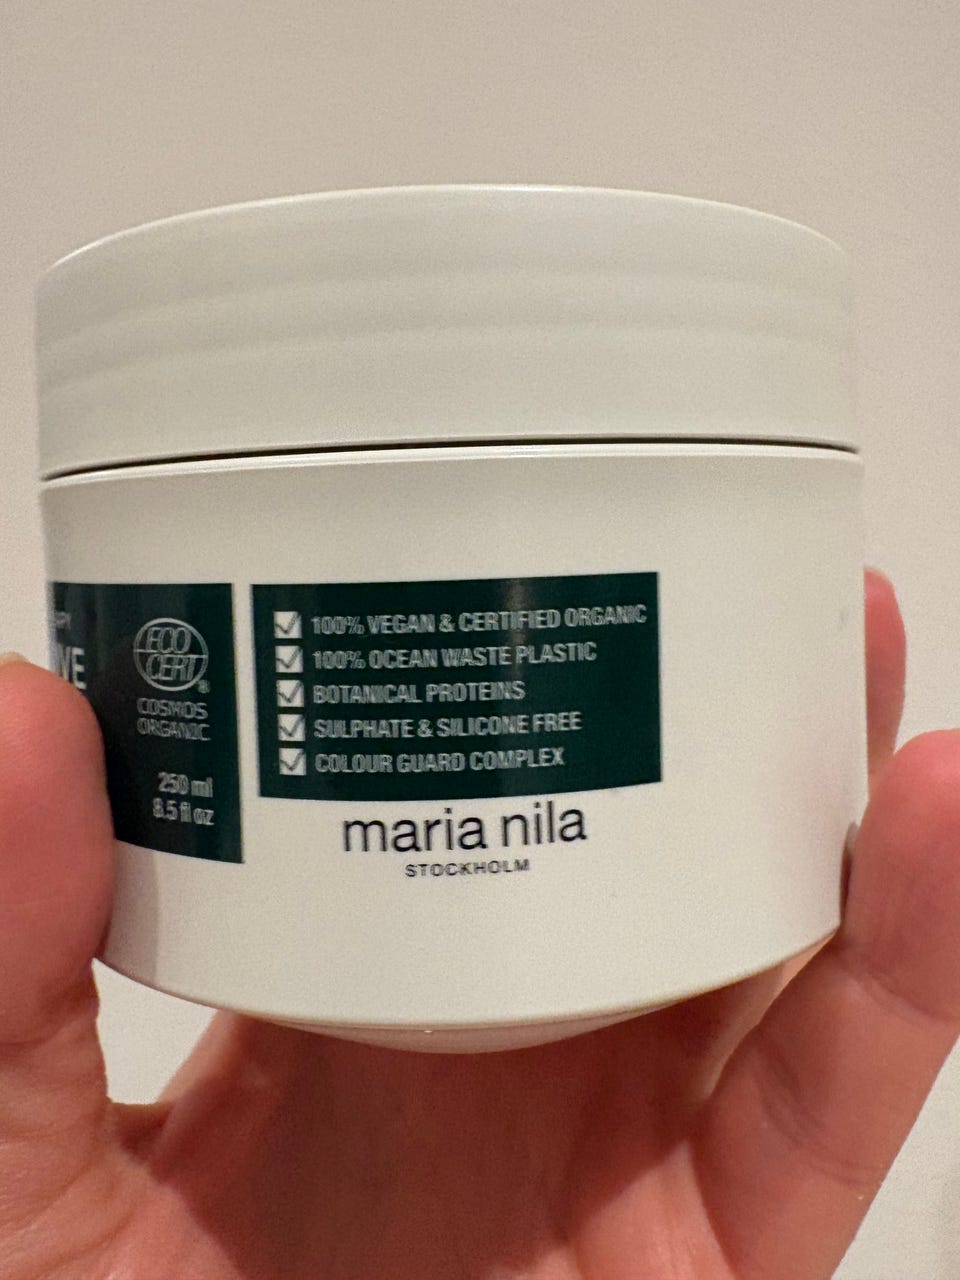 ECO
CERT
®
COSMOS
ORGANIC
250 ml
8.5 fl oz
100% VEGAN & CERTIFIED ORGANIC
100% OCEAN WASTE PLASTIC
BOTANICAL PROTEINS
SULPHATE & SILICONE FREE
COLOUR GUARD COMPLEX
maria nila
STOCKHOLM